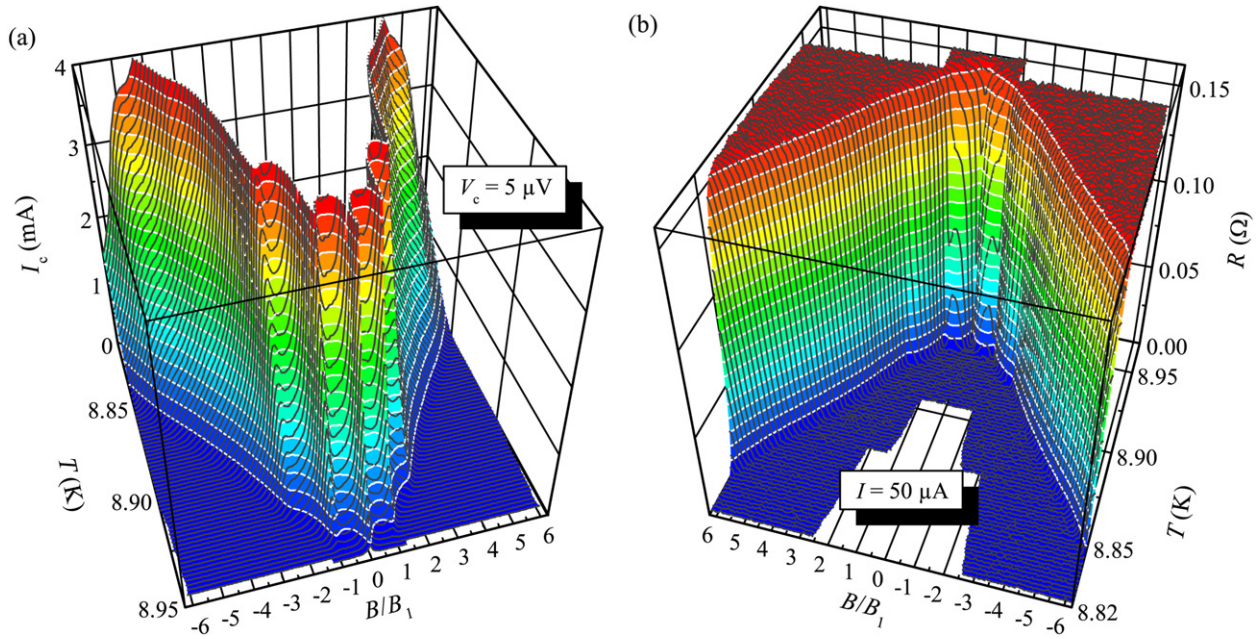 (a)
4
3
2
1
0
I_c (mA)
V_c = 5 μV
8.85
8.90
8.95
T (K)
-6 -5 -4 -3 -2 -1 0 1 2 3 4 5 6
B/B_1
(b)
0.15
0.10
0.05
0.00
R (Ω)
I = 50 μA
8.95
8.90
8.85
8.82
T (K)
6 5 4 3 2 1 0 -1 -2 -3 -4 -5 -6
B/B_1